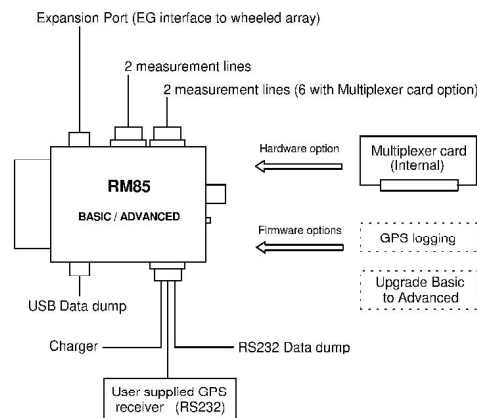 Expansion Port (EG interface to wheeled array)
2 measurement lines
2 measurement lines (6 with Multiplexer card option)
Hardware option
Multiplexer card
(Internal)
RM85
BASIC / ADVANCED
Firmware options
GPS logging
Upgrade Basic
to Advanced
USB Data dump
Charger
RS232 Data dump
User supplied GPS
receiver (RS232)